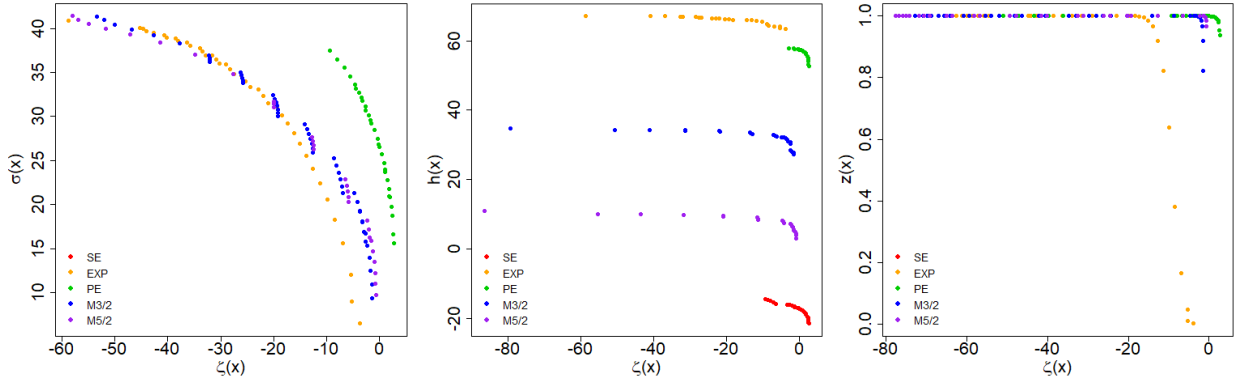 σ(x)
40
35
30
25
20
15
10
SE
EXP
PE
M3/2
M5/2
-60 -50 -40 -30 -20 -10 0
ζ(x)
h(x)
60
40
20
0
-20
SE
EXP
PE
M3/2
M5/2
-80 -60 -40 -20 0
ζ(x)
z(x)
1.0
0.8
0.6
0.4
0.2
0.0
SE
EXP
PE
M3/2
M5/2
-80 -60 -40 -20 0
ζ(x)